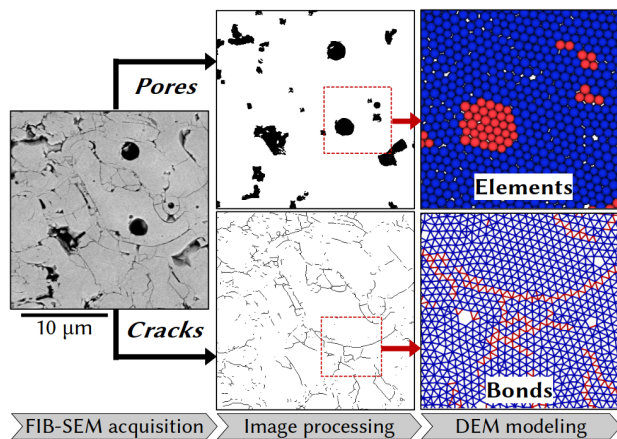 Pores
Elements
10 μm
Cracks
Bonds
FIB-SEM acquisition
Image processing
DEM modeling